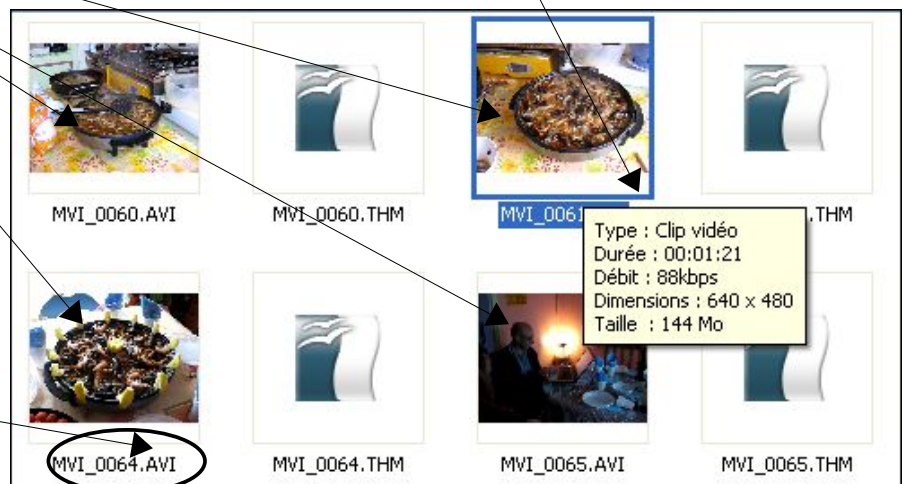 MVI_0060.AVI MVI_0060.THM MVI_0061 .THM
Type : Clip vidéo
Durée : 00:01:21
Débit : 88kbps
Dimensions : 640 x 480
Taille : 144 Mo
MVI_0064.AVI MVI_0064.THM MVI_0065.AVI MVI_0065.THM